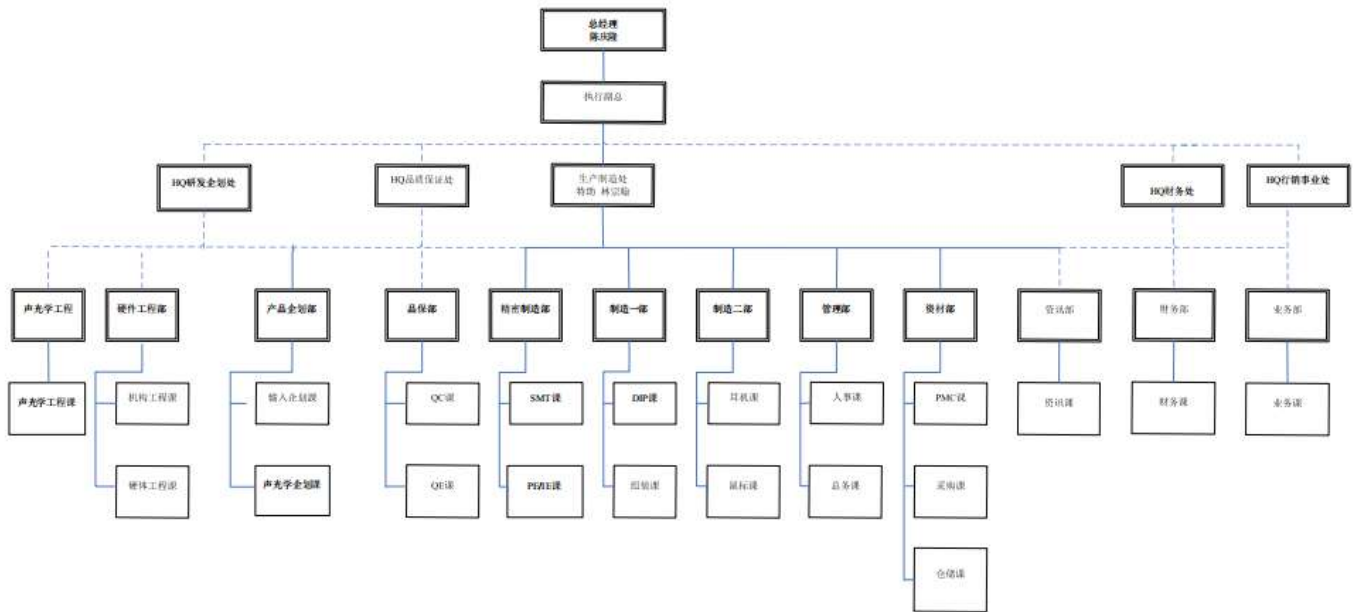 总经理
陈庆隆
执行副总
HQ研发企划处
HQ品质保证处
生产制造处
特助 林宗翰
HQ财务处
HQ行销事业处
声光学工程
硬件工程部
产品企划部
品保部
精密制造部
制造一部
制造二部
管理部
资材部
资讯部
财务部
业务部
声光学工程课
机构工程课
输入企划课
QC课
SMT课
DIP课
耳机课
人事课
PMC课
资讯课
财务课
业务课
硬体工程课
声光学企划课
QE课
PE/IE课
组装课
鼠标课
总务课
采购课
仓储课